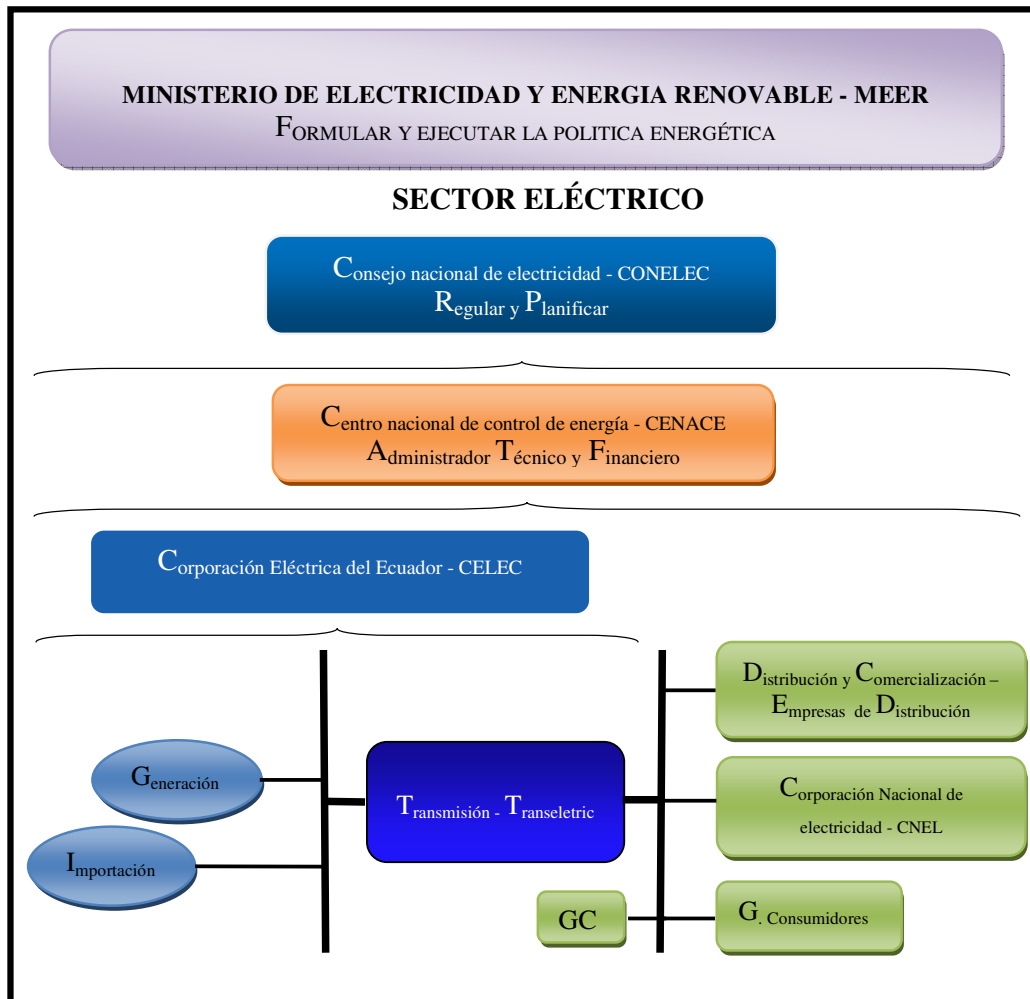 MINISTERIO DE ELECTRICIDAD Y ENERGIA RENOVABLE - MEER
FORMULAR Y EJECUTAR LA POLITICA ENERGÉTICA
SECTOR ELÉCTRICO
Consejo nacional de electricidad - CONELEC
Regular y Planificar
Centro nacional de control de energía - CENACE
Administrador Técnico y Financiero
Corporación Eléctrica del Ecuador - CELEC
Distribución y Comercialización –
Empresas de Distribución
Generación
Transmisión - Transeletric
Corporación Nacional de
electricidad - CNEL
Importación
GC
G. Consumidores